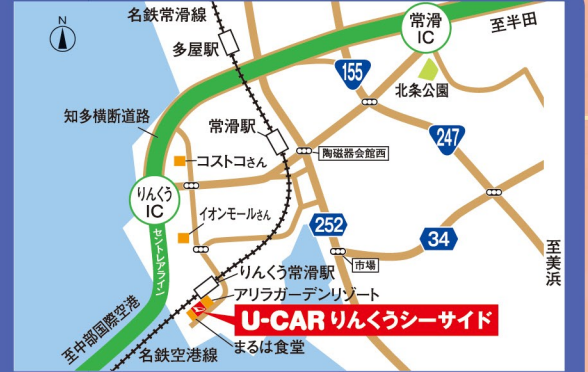 N
名鉄常滑線
多屋駅
常滑
IC
至半田
155
北条公園
知多横断道路
常滑駅
247
陶磁器会館西
コストコさん
りんくう
IC
イオンモールさん
252
34
セントレアライン
市場
至美浜
りんくう常滑駅
アリラガーデンリゾート
U-CARりんくうシーサイド
まるは食堂
至中部国際空港
名鉄空港線